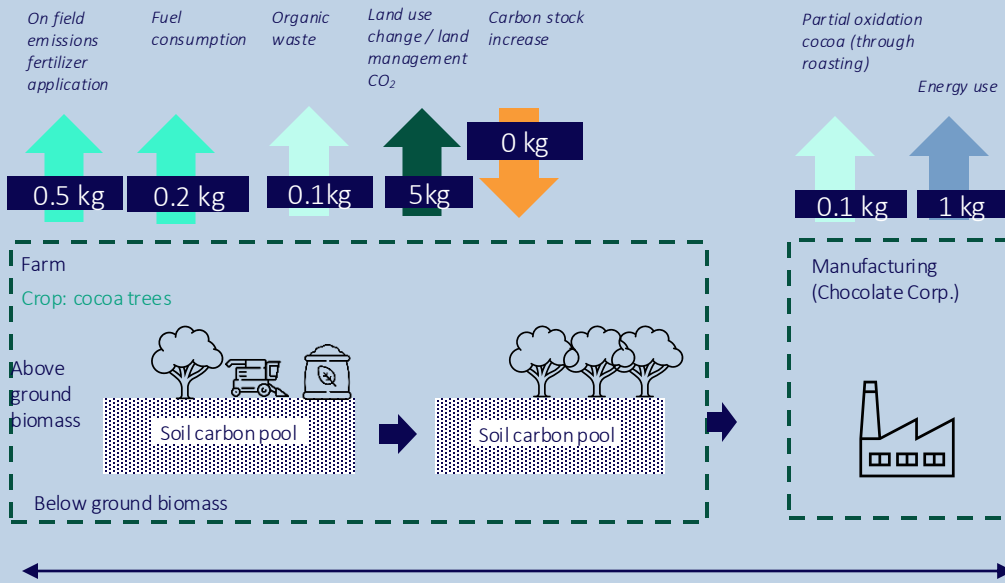 On field
emissions
fertilizer
application
Fuel
consumption
Organic
waste
Land use
change / land
management
CO₂
Carbon stock
increase
Partial oxidation
cocoa (through
roasting)
Energy use
0.5 kg
0.2 kg
0.1kg
5kg
0 kg
0.1 kg
1 kg
Farm
Crop: cocoa trees
Above
ground
biomass
Soil carbon pool
Soil carbon pool
Below ground biomass
Manufacturing
(Chocolate Corp.)